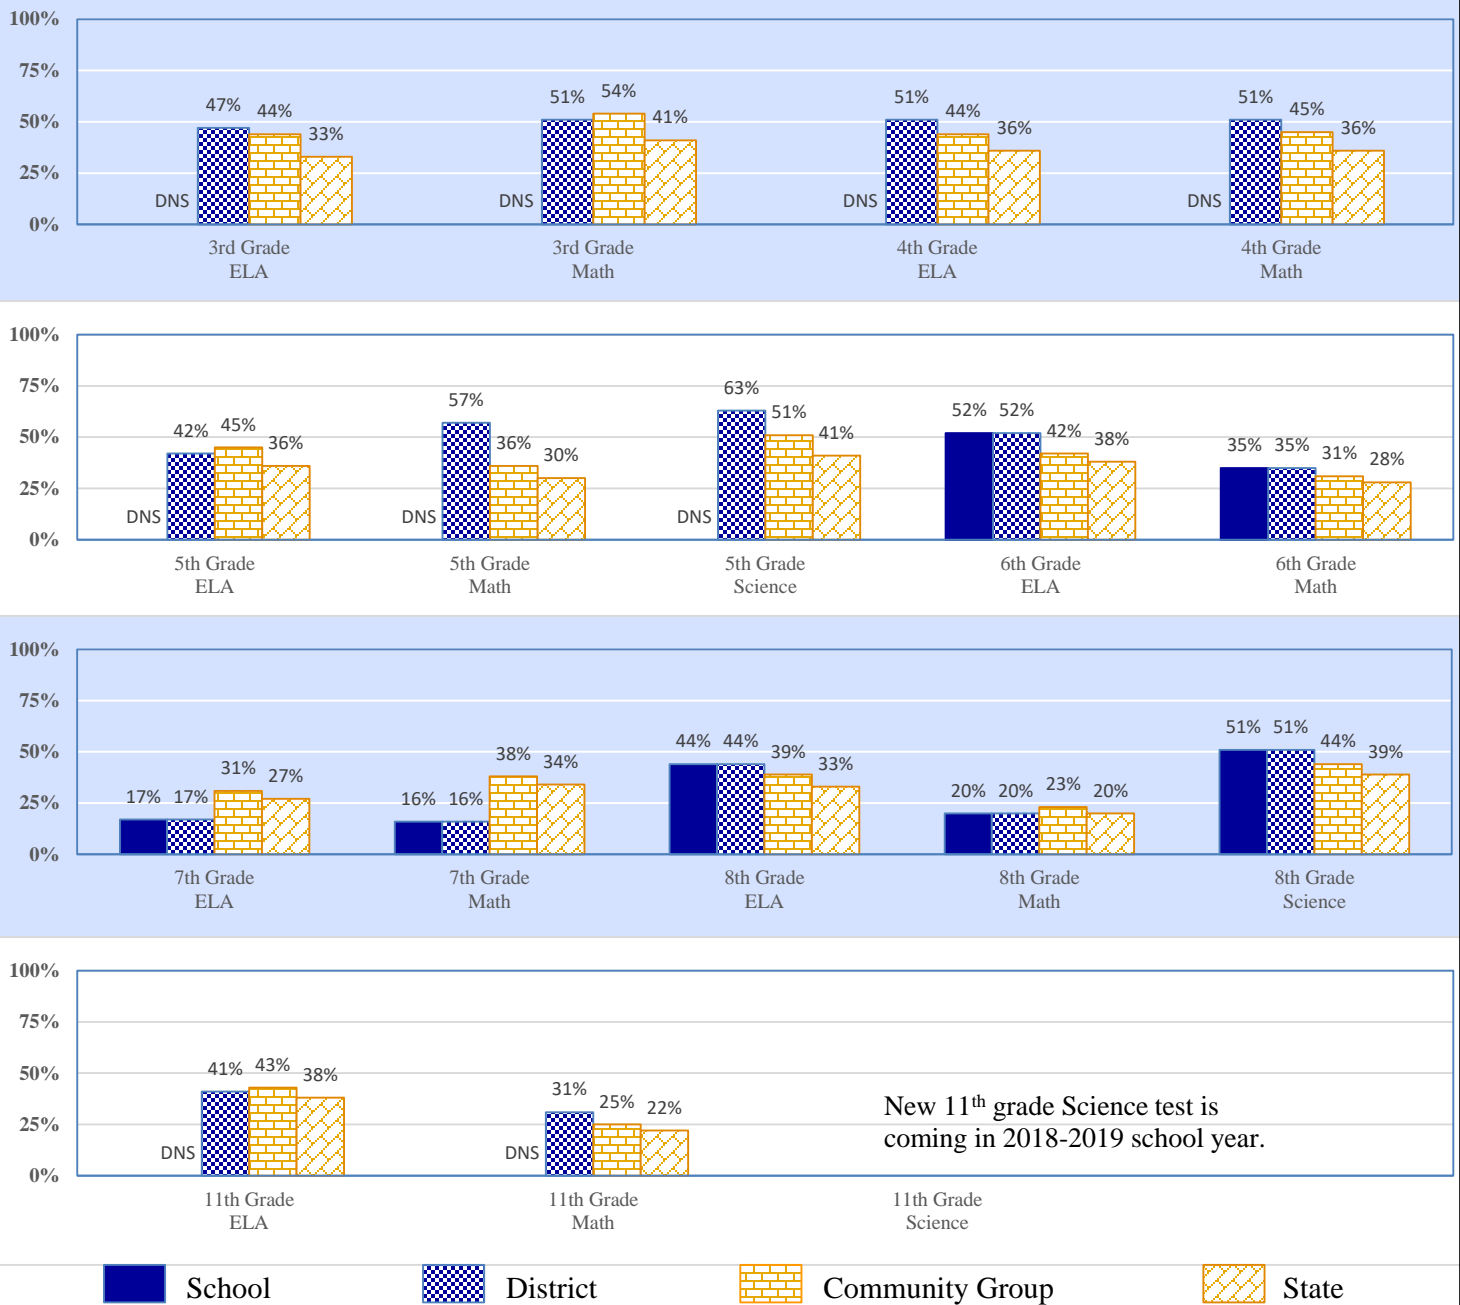 100%
75%
50%
25%
0%
DNS 47% 44% 33%
DNS 51% 54% 41%
DNS 51% 44% 36%
DNS 51% 45% 36%
3rd Grade
ELA
3rd Grade
Math
4th Grade
ELA
4th Grade
Math
100%
75%
50%
25%
0%
DNS 42% 45% 36%
DNS 57% 36% 30%
DNS 63% 51% 41%
52% 52% 42% 38%
35% 35% 31% 28%
5th Grade
ELA
5th Grade
Math
5th Grade
Science
6th Grade
ELA
6th Grade
Math
100%
75%
50%
25%
0%
17% 17% 31% 27%
16% 16% 38% 34%
44% 44% 39% 33%
20% 20% 23% 20%
51% 51% 44% 39%
7th Grade
ELA
7th Grade
Math
8th Grade
ELA
8th Grade
Math
8th Grade
Science
100%
75%
50%
25%
0%
DNS 41% 43% 38%
DNS 31% 25% 22%
New 11th grade Science test is
coming in 2018-2019 school year.
11th Grade
ELA
11th Grade
Math
11th Grade
Science
School District Community Group State